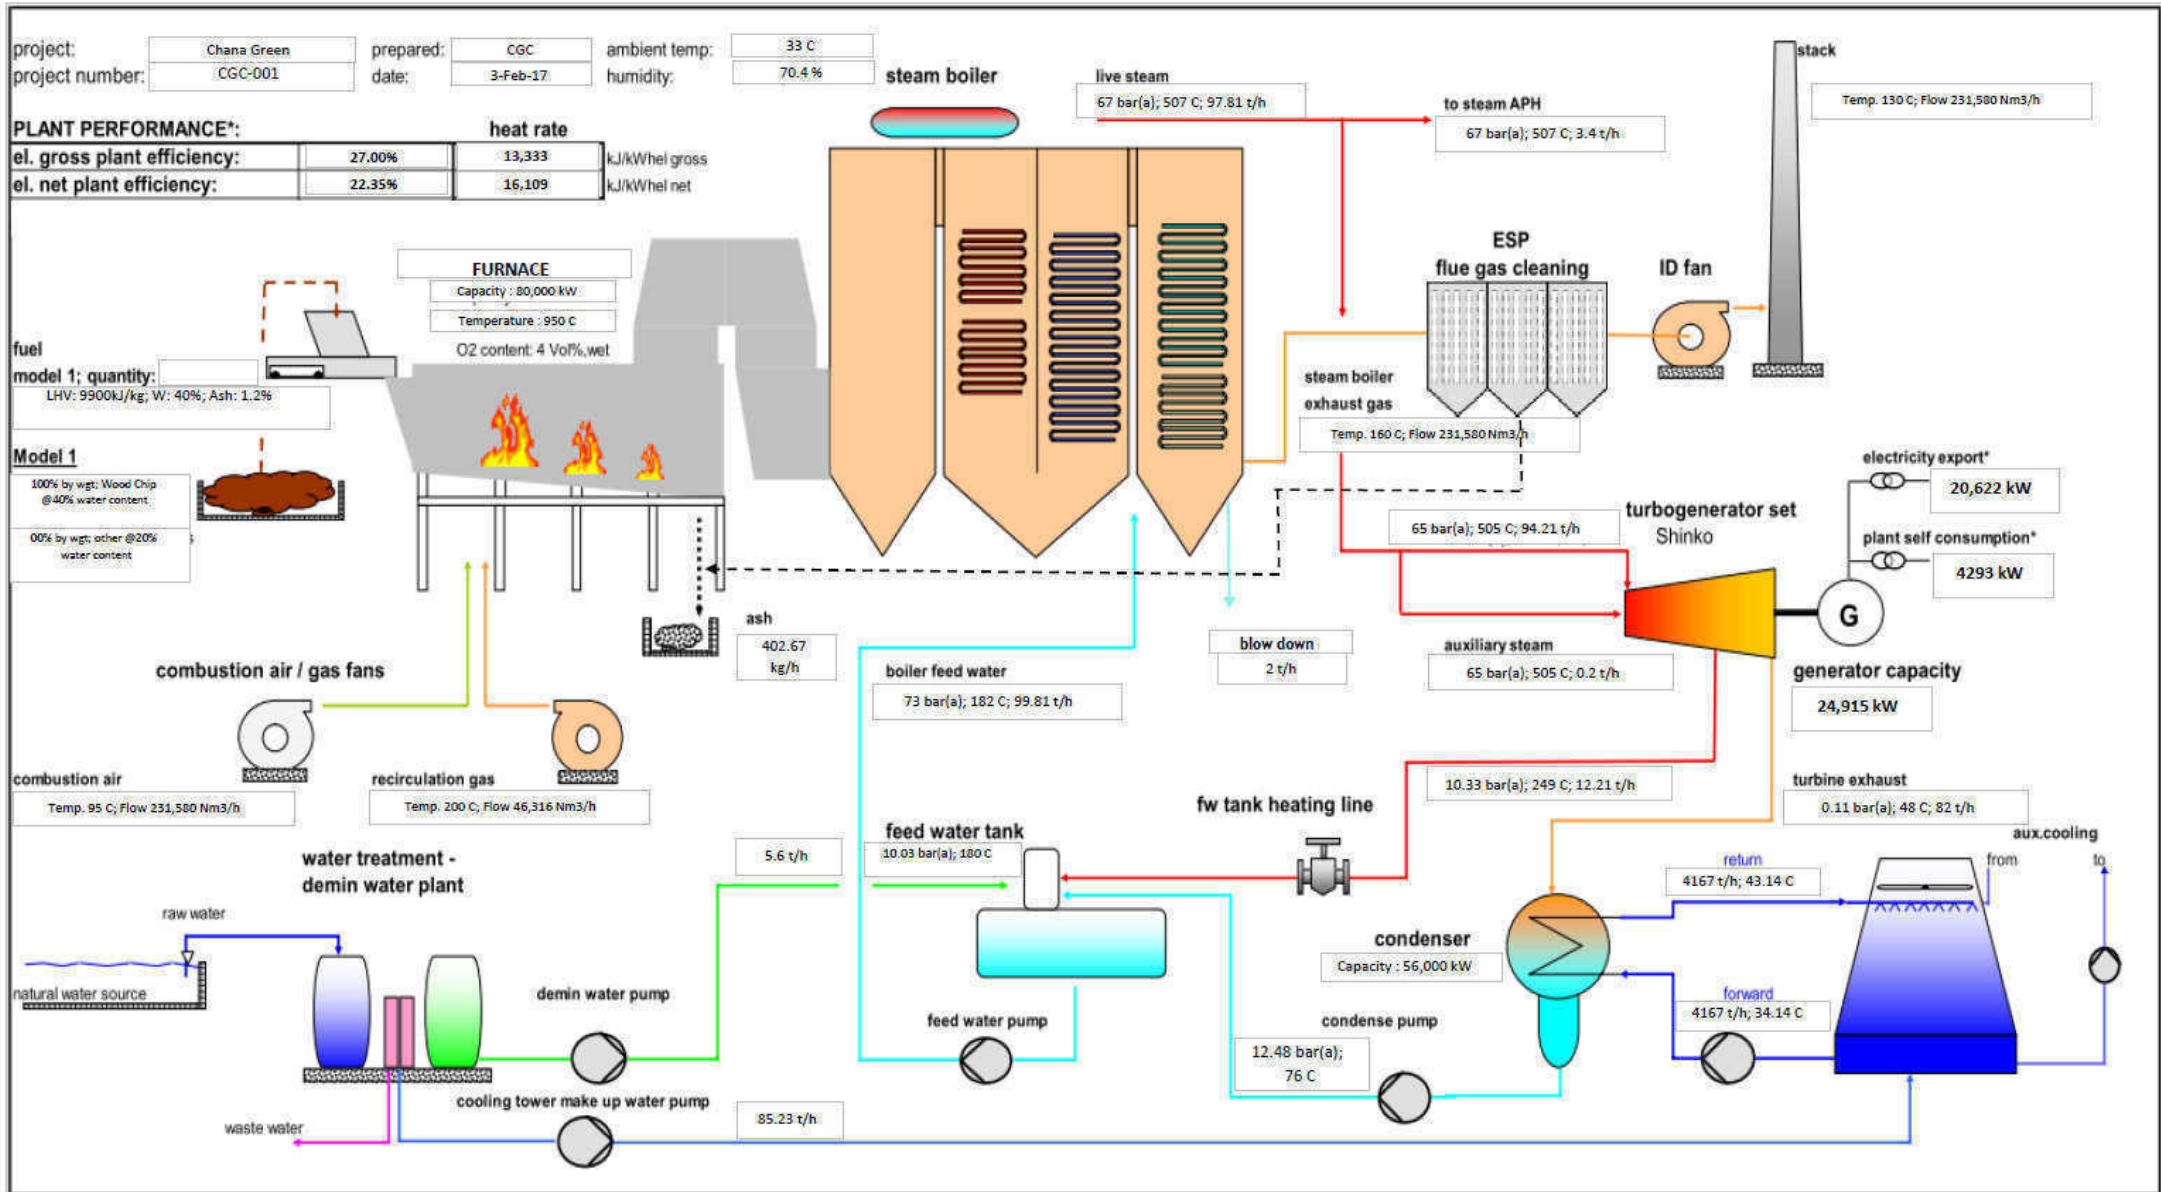 project: Chana Green prepared: CGC ambient temp: 33 C
project number: CGC-001 date: 3-Feb-17 humidity: 70.4 %
PLANT PERFORMANCE*: heat rate
el. gross plant efficiency: 27.00% 13,333 kJ/kWhel gross
el. net plant efficiency: 22.35% 16,109 kJ/kWhel net
steam boiler
live steam
67 bar(a); 507 C; 97.81 t/h
to steam APH
67 bar(a); 507 C; 3.4 t/h
stack
Temp. 130 C; Flow 231,580 Nm3/h
FURNACE
Capacity : 80,000 kW
Temperature : 950 C
O2 content: 4 Vol%,wet
ESP
flue gas cleaning
ID fan
fuel
model 1; quantity:
LHV: 9900kJ/kg; W: 40%; Ash: 1.2%
Model 1
100% by wgt; Wood Chip
@40% water content
00% by wgt; other @20%
water content
steam boiler
exhaust gas
Temp. 160 C; Flow 231,580 Nm3/h
65 bar(a); 505 C; 94.21 t/h
turbogenerator set
Shinko
electricity export*
20,622 kW
plant self consumption*
4293 kW
G
generator capacity
24,915 kW
ash
402.67
kg/h
blow down
2 t/h
auxiliary steam
65 bar(a); 505 C; 0.2 t/h
boiler feed water
73 bar(a); 182 C; 99.81 t/h
combustion air / gas fans
combustion air
Temp. 95 C; Flow 231,580 Nm3/h
recirculation gas
Temp. 200 C; Flow 46,316 Nm3/h
10.33 bar(a); 249 C; 12.21 t/h
turbine exhaust
0.11 bar(a); 48 C; 82 t/h
fw tank heating line
feed water tank
10.03 bar(a); 180 C
5.6 t/h
water treatment -
demin water plant
raw water
natural water source
demin water pump
feed water pump
condenser
Capacity : 56,000 kW
condense pump
12.48 bar(a);
76 C
return
4167 t/h; 43.14 C
forward
4167 t/h; 34.14 C
aux.cooling
from to
cooling tower make up water pump
85.23 t/h
waste water